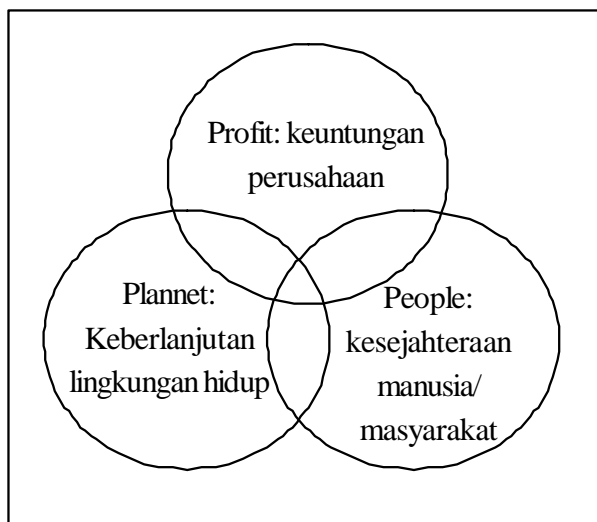 Profit: keuntungan
perusahaan
Plannet:
Keberlanjutan
lingkungan hidup
People:
kesejahteraan
manusia/
masyarakat